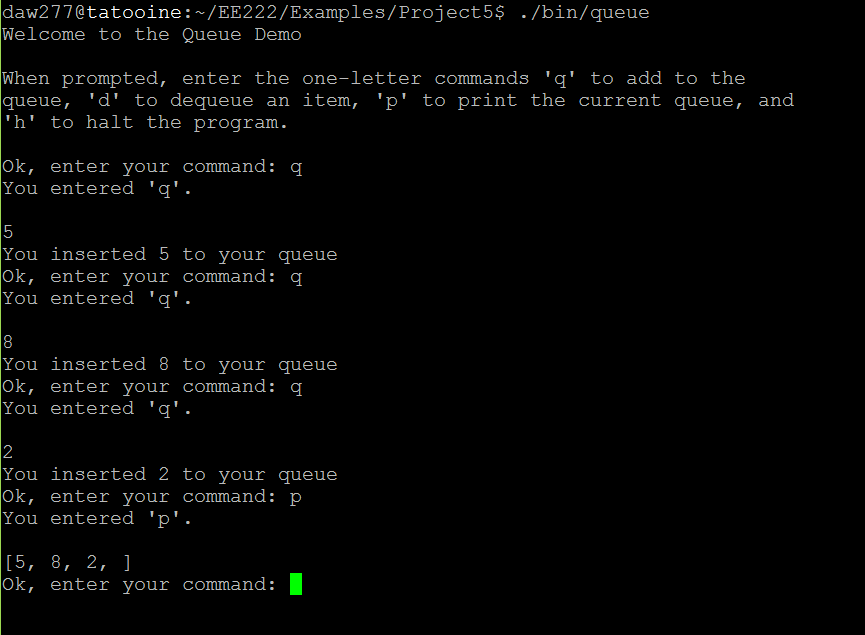 daw277@tatooine:~/EE222/Examples/Project5$ ./bin/queue
Welcome to the Queue Demo
When prompted, enter the one-letter commands 'q' to add to the
queue, 'd' to dequeue an item, 'p' to print the current queue, and
'h' to halt the program.
Ok, enter your command: q
You entered 'q'.
5
You inserted 5 to your queue
Ok, enter your command: q
You entered 'q'.
8
You inserted 8 to your queue
Ok, enter your command: q
You entered 'q'.
2
You inserted 2 to your queue
Ok, enter your command: p
You entered 'p'.
[5, 8, 2, ]
Ok, enter your command: